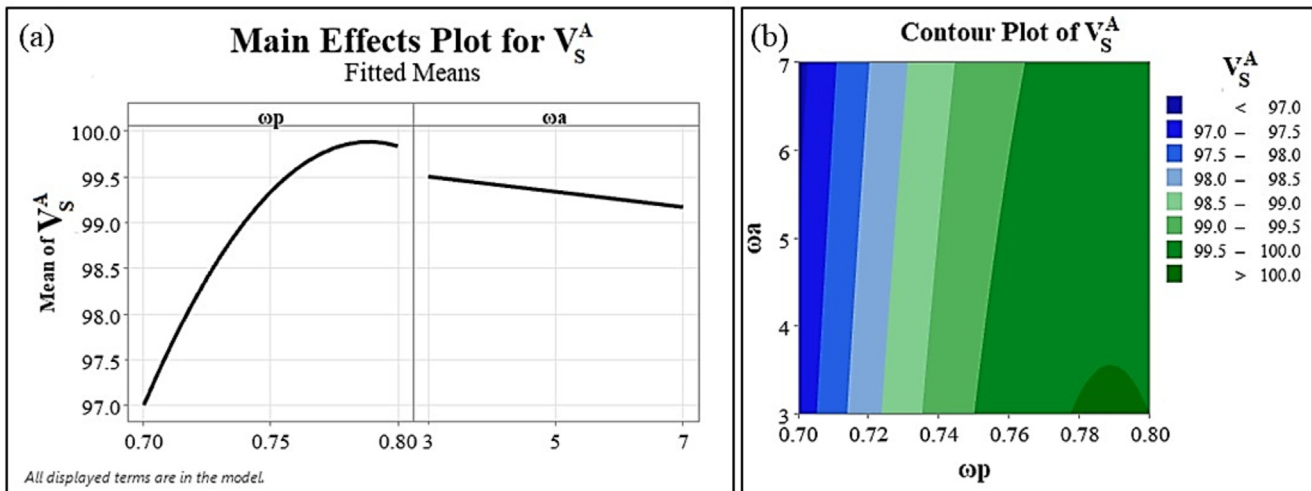 (a)
Main Effects Plot for V_S^A
Fitted Means
ωp ωa
Mean of V_S^A
100.0
99.5
99.0
98.5
98.0
97.5
97.0
0.70 0.75 0.80 3 5 7
All displayed terms are in the model.
(b)
Contour Plot of V_S^A
ωa
7
6
5
4
3
0.70 0.72 0.74 0.76 0.78 0.80
ωp
V_S^A
< 97.0
97.0 – 97.5
97.5 – 98.0
98.0 – 98.5
98.5 – 99.0
99.0 – 99.5
99.5 – 100.0
> 100.0